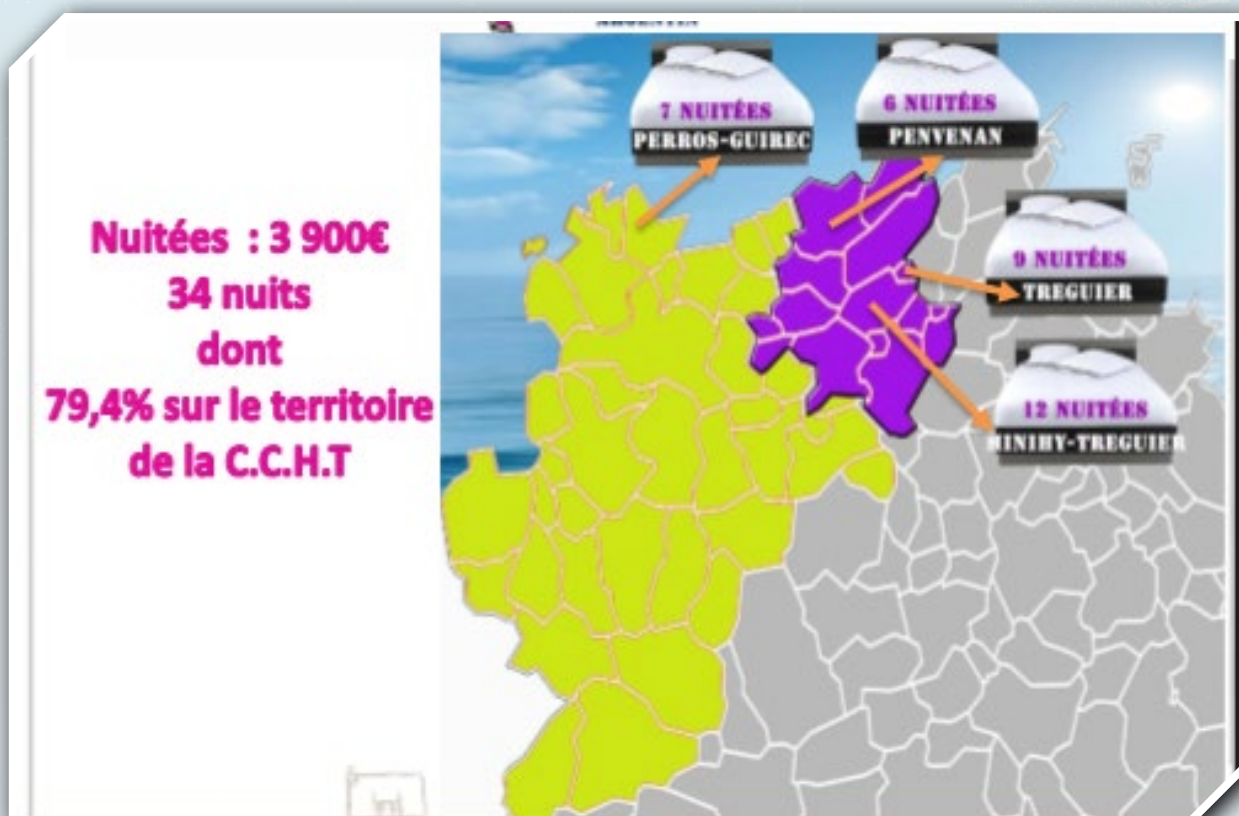 Nuitées : 3 900€
34 nuits
dont
79,4% sur le territoire
de la C.C.H.T
7 NUITÉES
PERROS-GUIREC
6 NUITÉES
PENVENAN
9 NUITÉES
TREGUIER
12 NUITÉES
MINIHY-TREGUIER